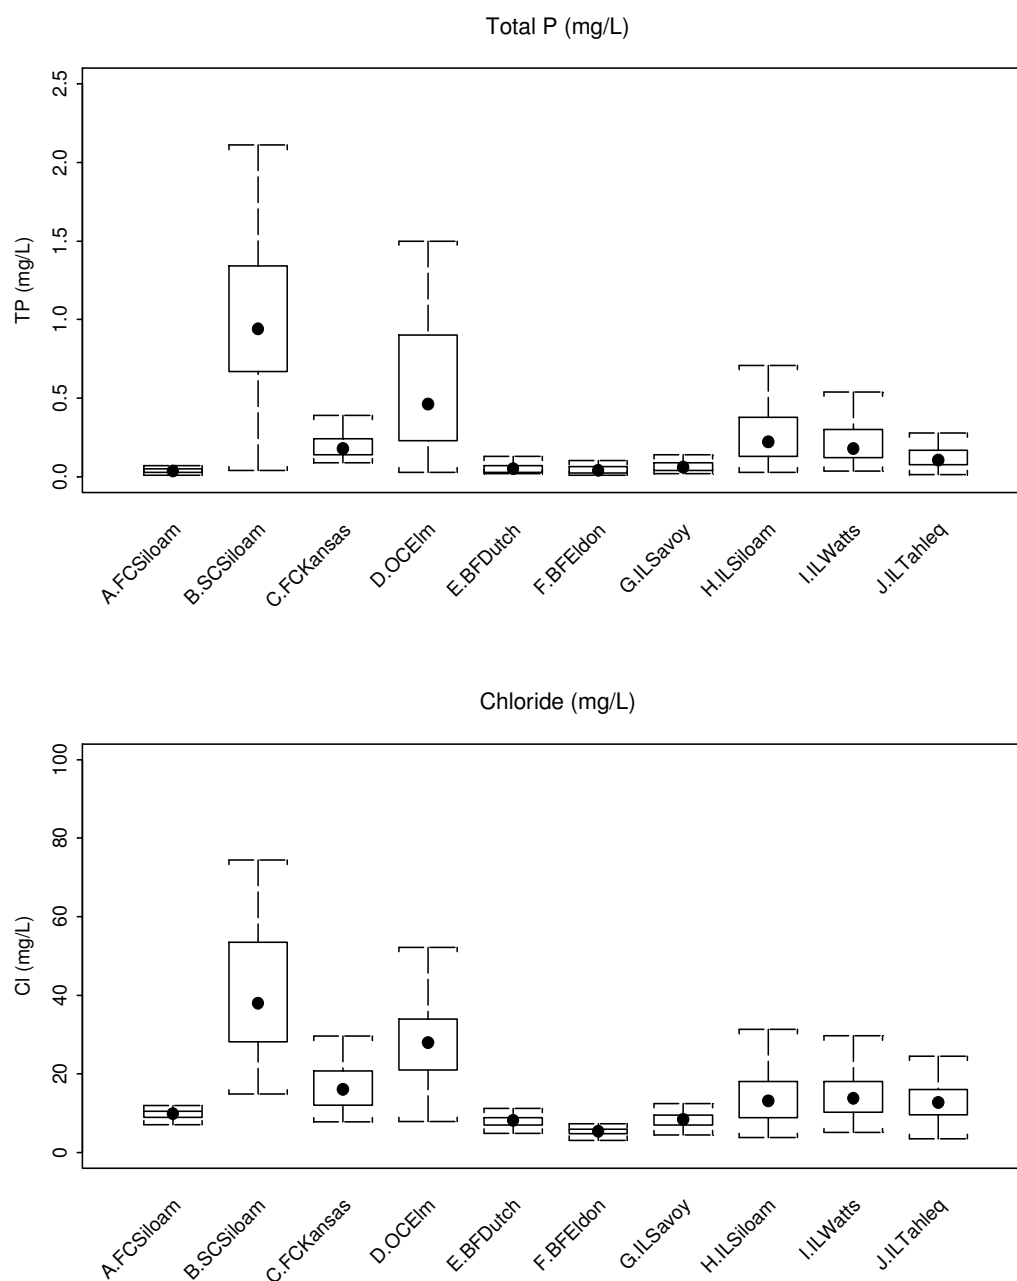 Total P (mg/L)
TP (mg/L)
2.5
2.0
1.5
1.0
0.5
0.0
A.FCSiloam
B.SCSiloam
C.FCKansas
D.OCElm
E.BFDutch
F.BFEldon
G.ILSavoy
H.ILSiloam
I.ILWatts
J.ILTahleq
Chloride (mg/L)
Cl (mg/L)
100
80
60
40
20
0
A.FCSiloam
B.SCSiloam
C.FCKansas
D.OCElm
E.BFDutch
F.BFEldon
G.ILSavoy
H.ILSiloam
I.ILWatts
J.ILTahleq